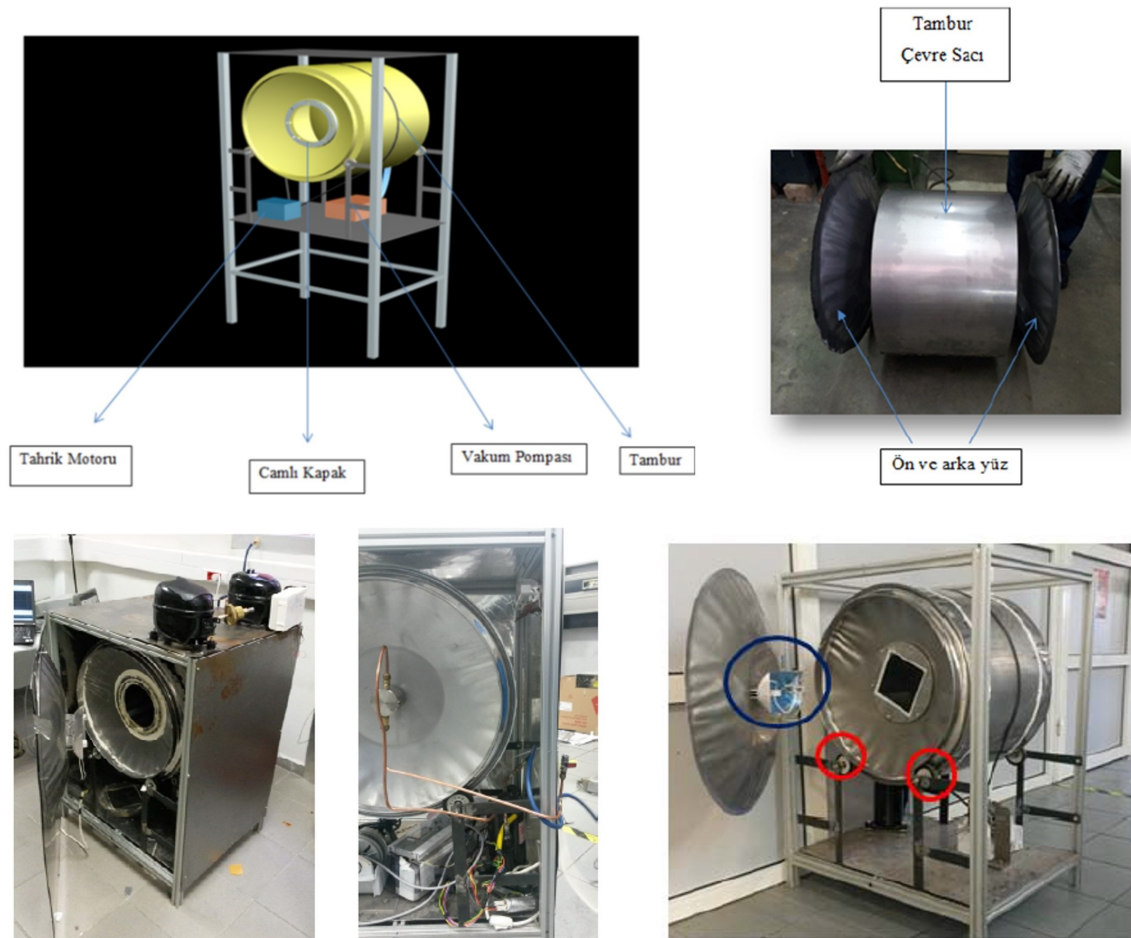 Tambur
Çevre Sacı
Tahrik Motoru
Camlı Kapak
Vakum Pompası
Tambur
Ön ve arka yüz